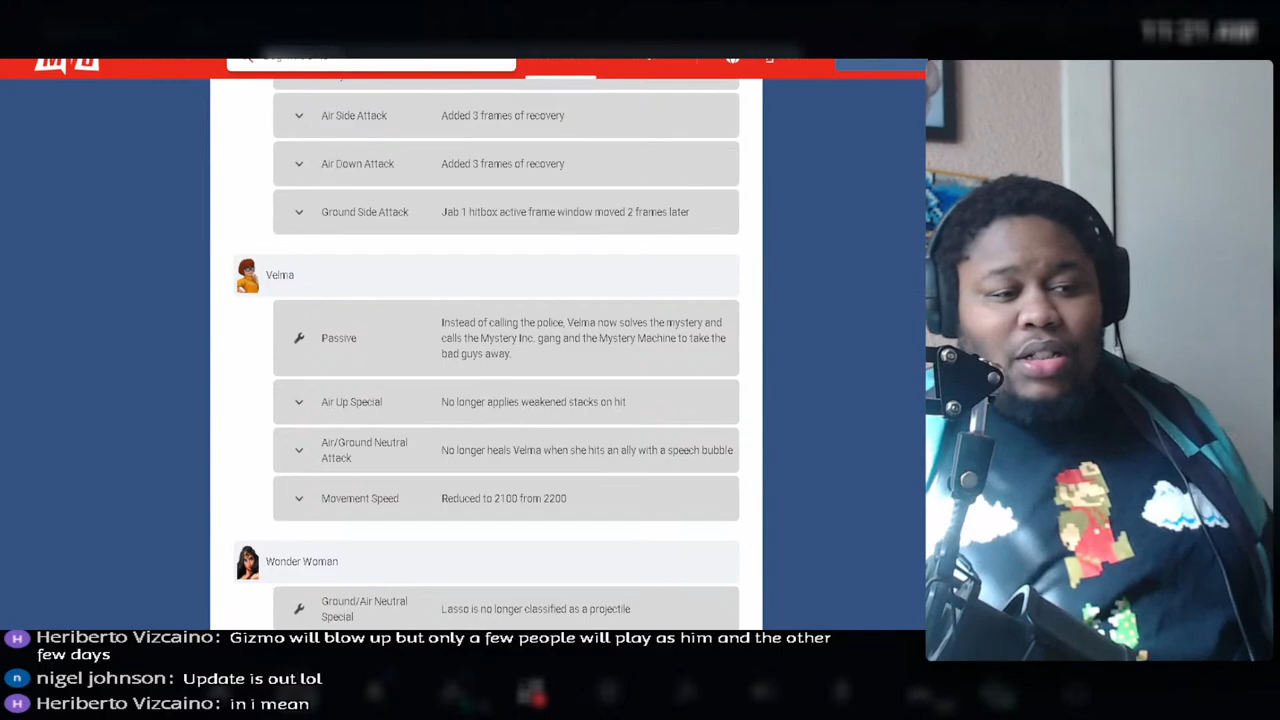 11:21 AM
Air Side Attack Added 3 frames of recovery
Air Down Attack Added 3 frames of recovery
Ground Side Attack Jab 1 hitbox active frame window moved 2 frames later
Velma
Passive Instead of calling the police, Velma now solves the mystery and
calls the Mystery Inc. gang and the Mystery Machine to take the
bad guys away.
Air Up Special No longer applies weakened stacks on hit
Air/Ground Neutral
Attack No longer heals Velma when she hits an ally with a speech bubble
Movement Speed Reduced to 2100 from 2200
Wonder Woman
Ground/Air Neutral
Special Lasso is no longer classified as a projectile
H Heriberto Vizcaino: Gizmo will blow up but only a few people will play as him and the other
few days
n nigel johnson: Update is out lol
H Heriberto Vizcaino: in i mean